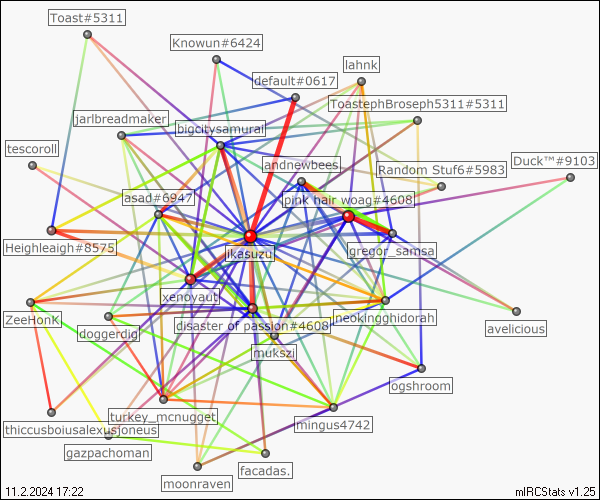 Toast#5311
Knowun#6424
lahnk
default#0617
ToastephBroseph5311#5311
jarlbreadmaker
bigcitysamurai
tescoroll
andnewbees
Duck™#9103
Random Stuf6#5983
asad#6947
pink hair woag#4608
Heighleaigh#8575
ikasuzu
gregor_samsa
xenovaut
ZeeHonK
disaster of passion#4608
neokingghidorah
avelicious
doggerdig
mukszi
ogshroom
turkey_mcnugget
thiccusboiusalexusjoneus
mingus4742
gazpachoman
facadas.
moonraven
11.2.2024 17:22
mIRCStats v1.25